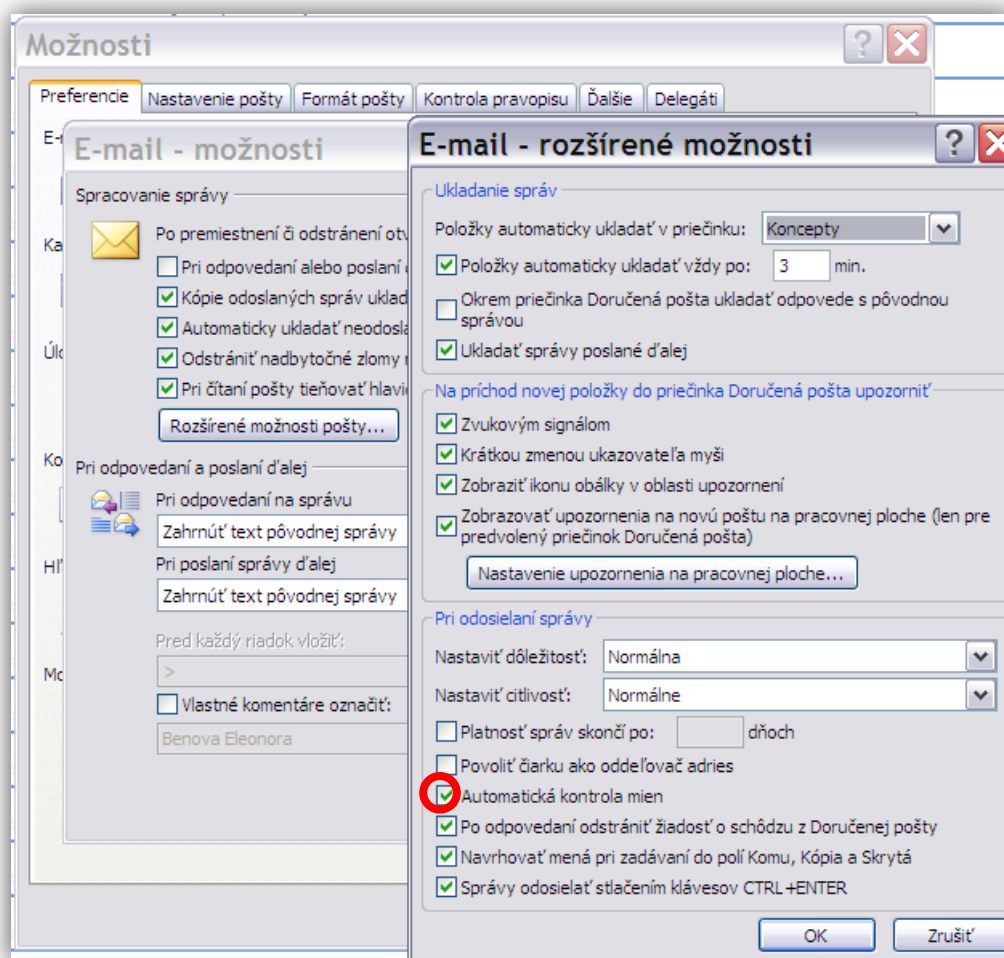 Možnosti
Preferencie
Nastavenie pošty
Formát pošty
Kontrola pravopisu
Ďalšie
Delegáti
E-mail - možnosti
Spracovanie správy
Po premiestnení či odstránení
Pri odpovedaní alebo poslaní
Kópie odoslaných správ
Automaticky ukladať
Odstrániť nadbytočné zlomy
Pri čítaní pošty tieňovať
Rozšírené možnosti pošty...
Pri odpovedaní a poslaní ďalej
Pri odpovedaní na správu
Zahrnúť text pôvodnej správy
Pri poslaní správy ďalej
Zahrnúť text pôvodnej správy
Pred každý riadok vložiť:
>
Vlastné komentáre označiť:
Benova Eleonora
E-mail - rozšírené možnosti
Ukladanie správ
Položky automaticky ukladať v priečinku: Koncepty
Položky automaticky ukladať vždy po: 3 min.
Okrem priečinka Doručená pošta ukladať odpovede s pôvodnou
správou
Ukladať správy poslané ďalej
Na príchod novej položky do priečinka Doručená pošta upozorniť
Zvukovým signálom
Krátkou zmenou ukazovateľa myši
Zobraziť ikonu obálky v oblasti upozornení
Zobrazovať upozornenia na novú poštu na pracovnej ploche (len pre
predvolený priečinok Doručená pošta)
Nastavenie upozornenia na pracovnej ploche...
Pri odosielaní správy
Nastaviť dôležitosť: Normálna
Nastaviť citlivosť: Normálne
Platnosť správ skončí po: dňoch
Povoliť čiarku ako oddeľovač adries
Automatická kontrola mien
Po odpovedaní odstrániť žiadosť o schôdzu z Doručenej pošty
Navrhovať mená pri zadávaní do polí Komu, Kópia a Skrytá
Správy odosielať stlačením klávesov CTRL+ENTER
OK
Zrušiť